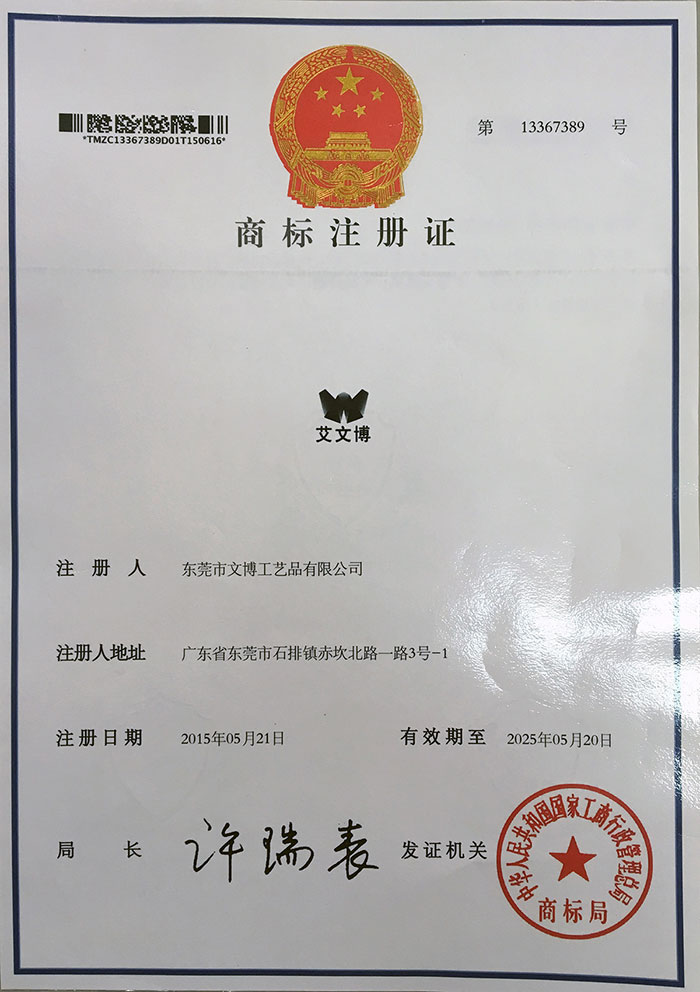 *TMZC13367389D01T150616*
第 13367389 号
商标注册证
艾文博
注册人 东莞市文博工艺品有限公司
注册人地址 广东省东莞市石排镇赤坎北路一路3号-1
注册日期 2015年05月21日 有效期至 2025年05月20日
局长 许瑞表 发证机关
中华人民共和国国家工商行政管理总局
商标局